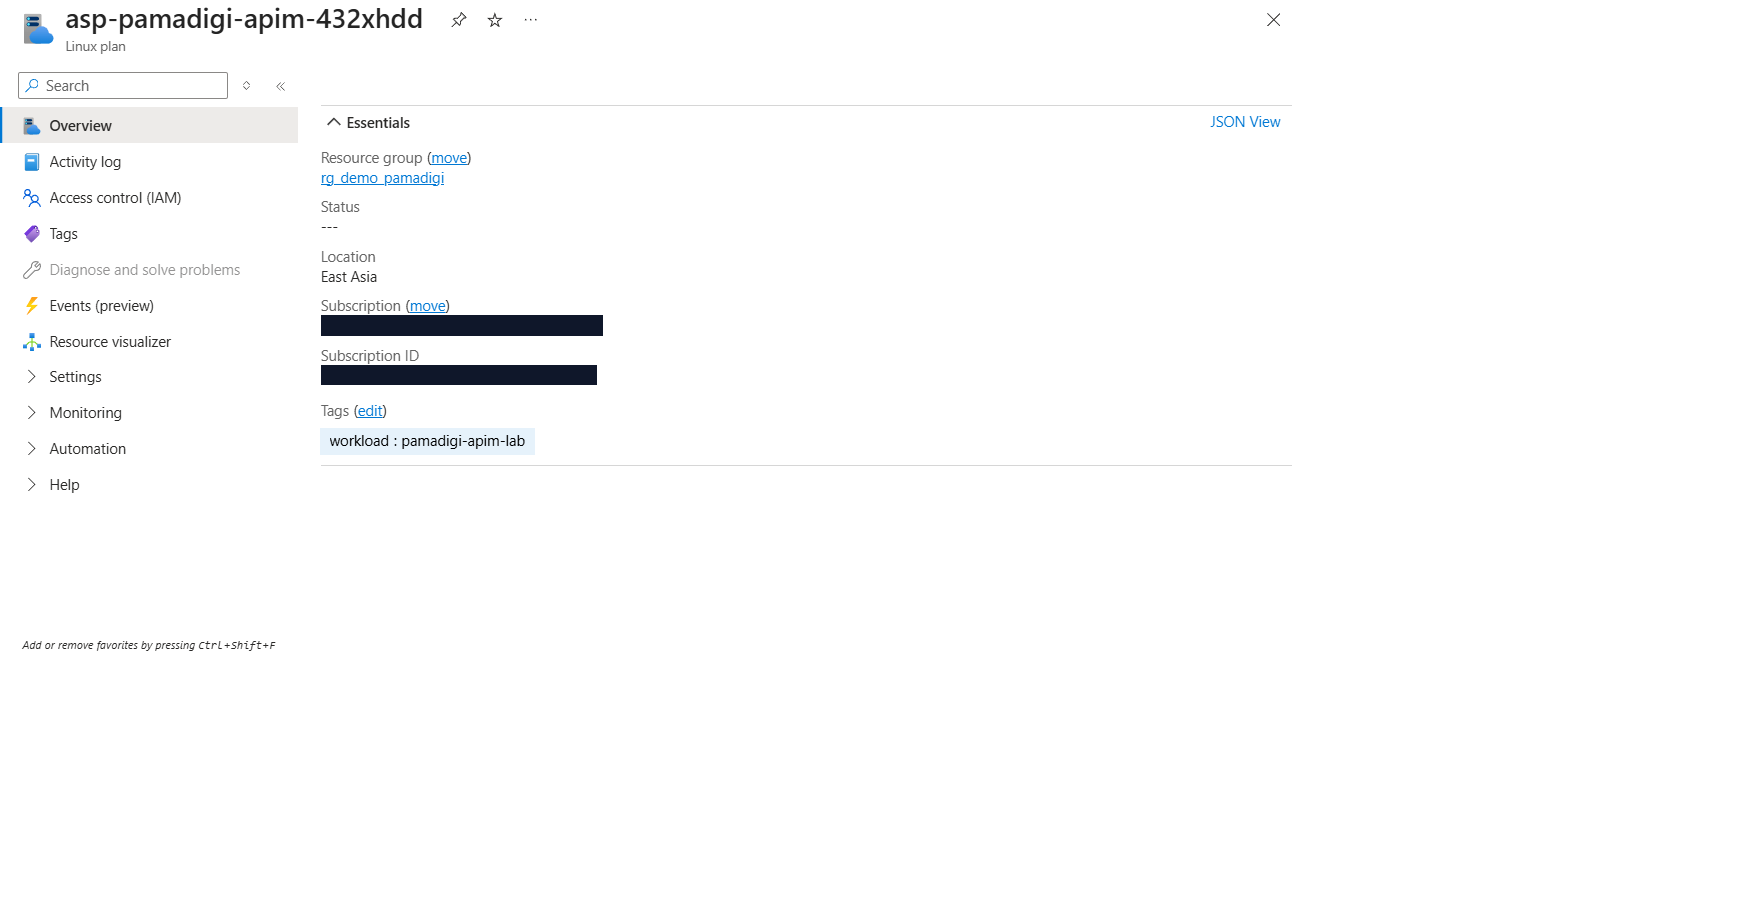 asp-pamadigi-apim-432xhdd
Linux plan
Search
Overview
Activity log
Access control (IAM)
Tags
Diagnose and solve problems
Events (preview)
Resource visualizer
Settings
Monitoring
Automation
Help
Add or remove favorites by pressing Ctrl+Shift+F
Essentials
JSON View
Resource group (move)
rg_demo_pamadigi
Status
---
Location
East Asia
Subscription (move)
Subscription ID
Tags (edit)
workload : pamadigi-apim-lab